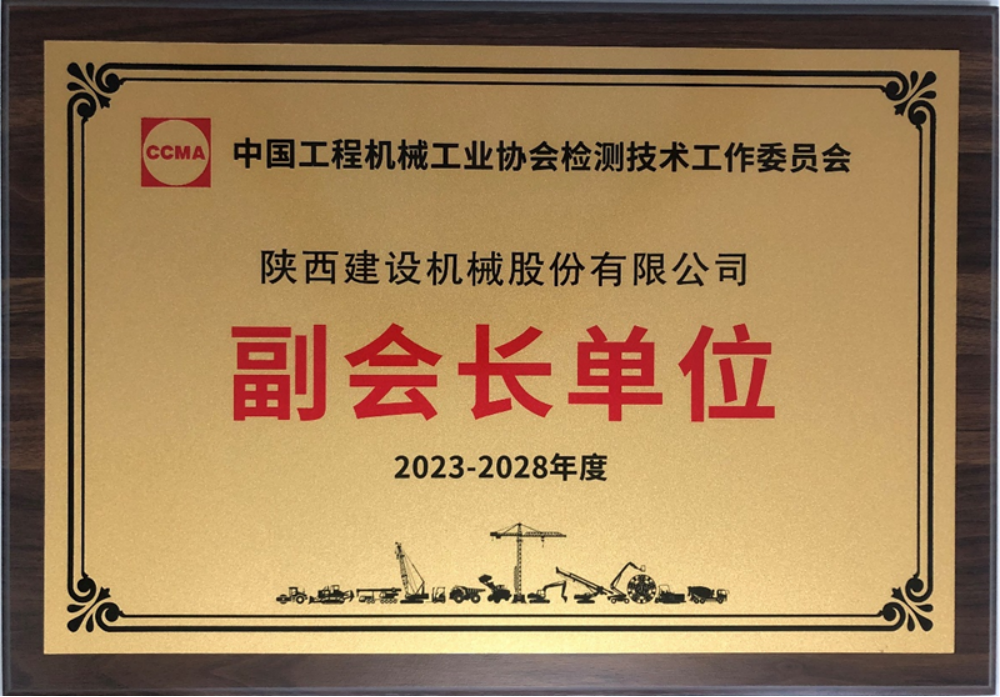 CCMA 中国工程机械工业协会检测技术工作委员会
陕西建设机械股份有限公司
副会长单位
2023-2028年度